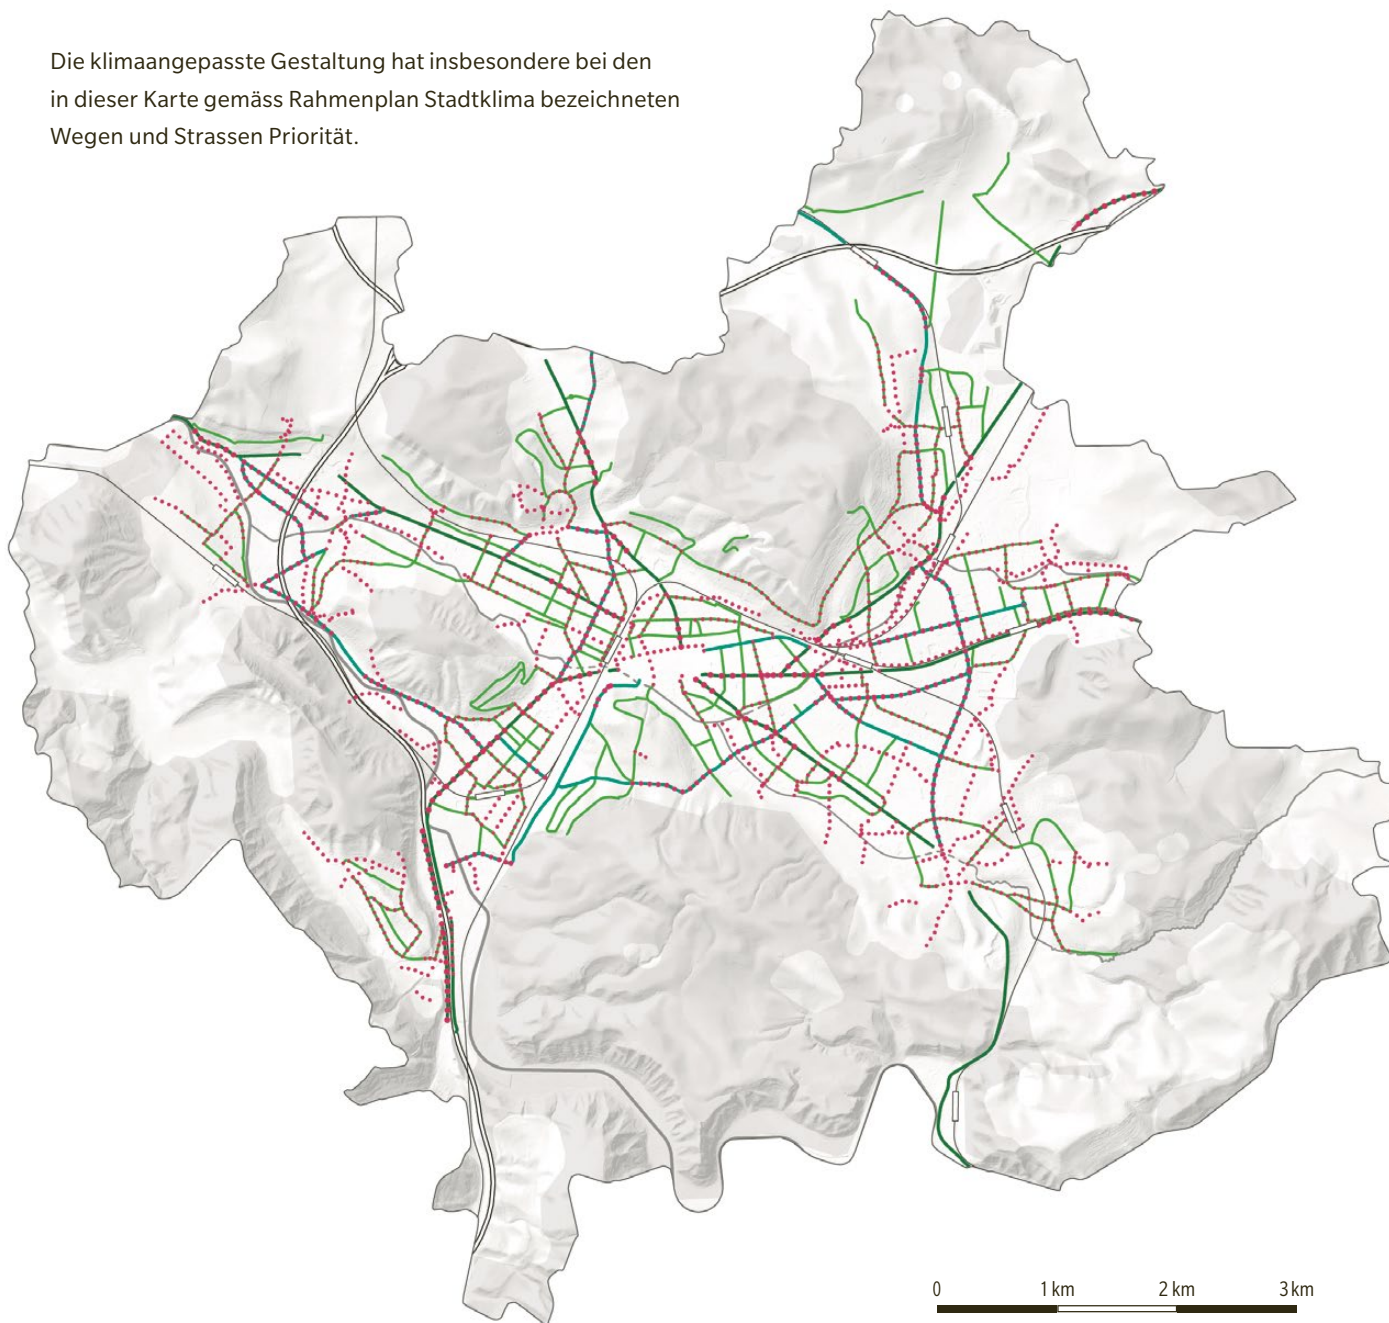 Die klimaangepasste Gestaltung hat insbesondere bei den
in dieser Karte gemäss Rahmenplan Stadtklima bezeichneten
Wegen und Strassen Priorität.
0 1 km 2 km 3 km